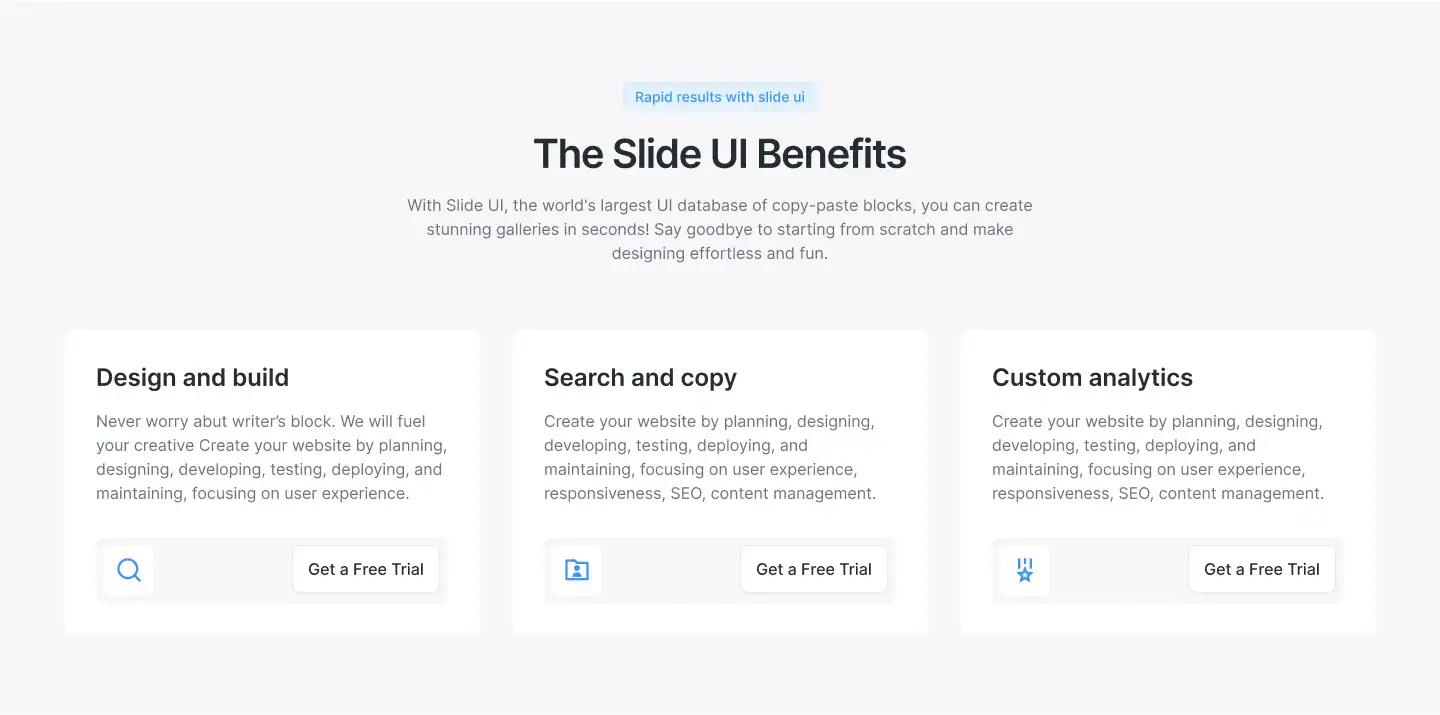 Rapid results with slide ui
The Slide UI Benefits
With Slide UI, the world's largest UI database of copy-paste blocks, you can create
stunning galleries in seconds! Say goodbye to starting from scratch and make
designing effortless and fun.
Design and build
Never worry abut writer’s block. We will fuel
your creative Create your website by planning,
designing, developing, testing, deploying, and
maintaining, focusing on user experience.
Get a Free Trial
Search and copy
Create your website by planning, designing,
developing, testing, deploying, and
maintaining, focusing on user experience,
responsiveness, SEO, content management.
Get a Free Trial
Custom analytics
Create your website by planning, designing,
developing, testing, deploying, and
maintaining, focusing on user experience,
responsiveness, SEO, content management.
Get a Free Trial